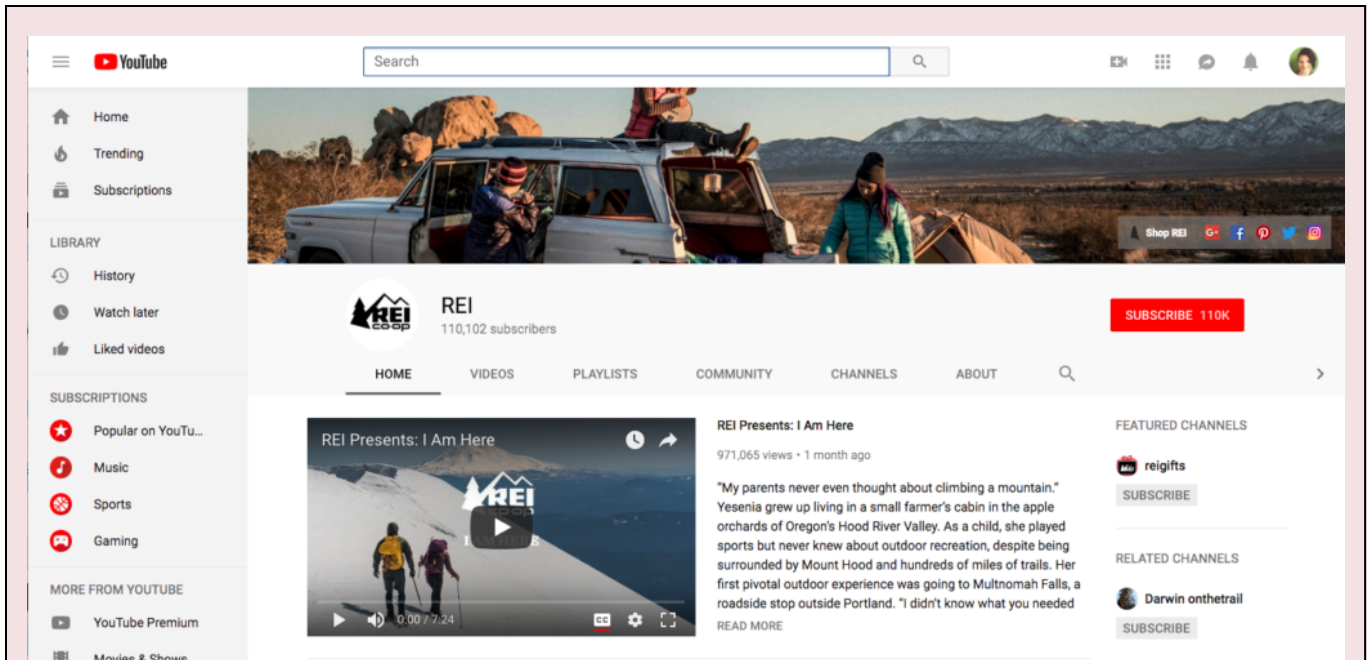 YouTube
Search
Home
Trending
Subscriptions
LIBRARY
History
Watch later
Liked videos
SUBSCRIPTIONS
Popular on YouTu...
Music
Sports
Gaming
MORE FROM YOUTUBE
YouTube Premium
Movies & Shows
Shop REI
REI
co-op
REI
110,102 subscribers
SUBSCRIBE 110K
HOME
VIDEOS
PLAYLISTS
COMMUNITY
CHANNELS
ABOUT
REI Presents: I Am Here
REI
I AM HERE
0:00 / 7:24
CC
REI Presents: I Am Here
971,065 views • 1 month ago
"My parents never even thought about climbing a mountain."
Yesenia grew up living in a small farmer's cabin in the apple
orchards of Oregon's Hood River Valley. As a child, she played
sports but never knew about outdoor recreation, despite being
surrounded by Mount Hood and hundreds of miles of trails. Her
first pivotal outdoor experience was going to Multnomah Falls, a
roadside stop outside Portland. "I didn't know what you needed
READ MORE
FEATURED CHANNELS
reigifts
SUBSCRIBE
RELATED CHANNELS
Darwin onthetrail
SUBSCRIBE